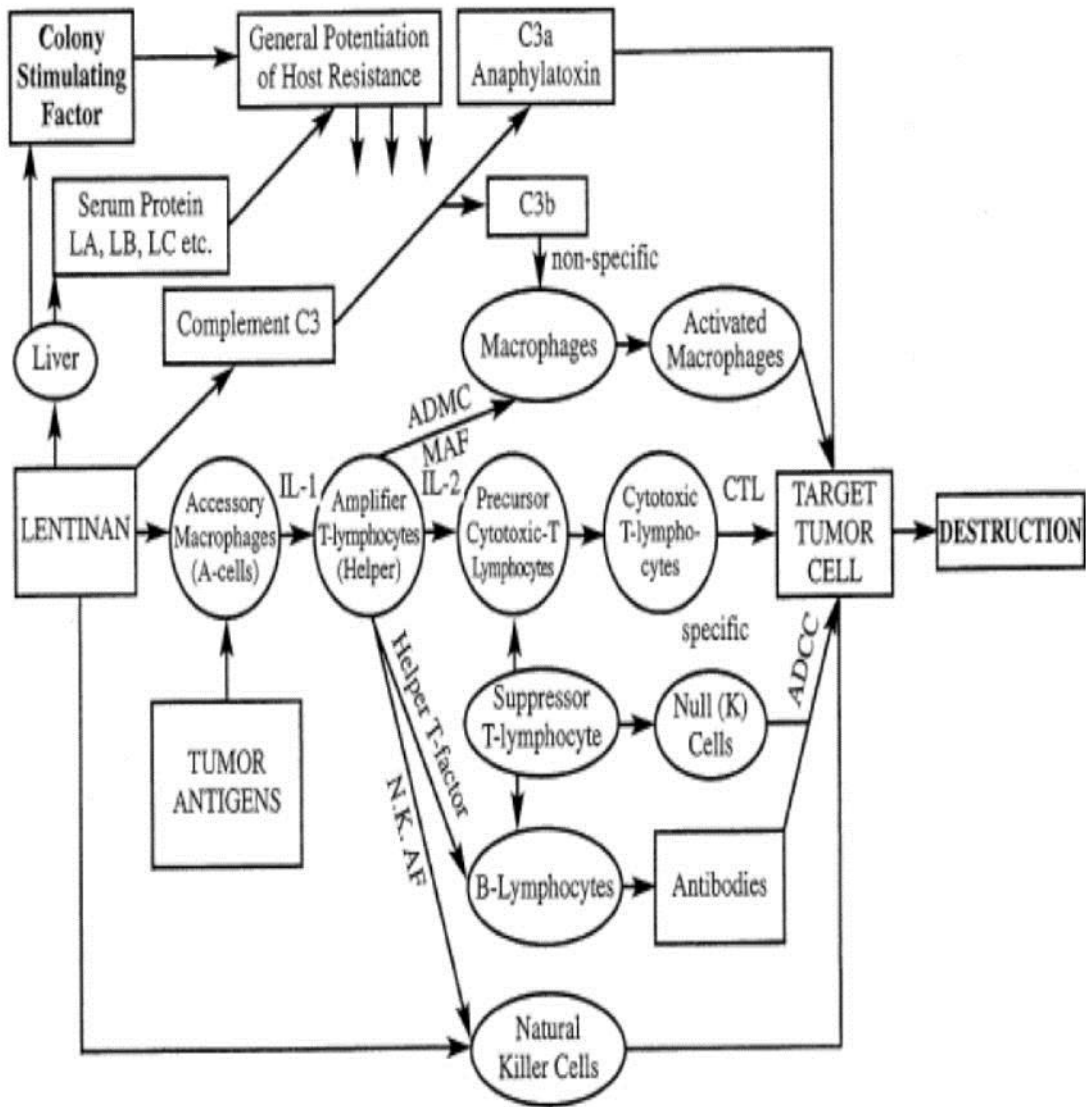 Colony
Stimulating
Factor
General Potentiation
of Host Resistance
C3a
Anaphylatoxin
Serum Protein
LA, LB, LC etc.
C3b
non-specific
Complement C3
Liver
Macrophages
Activated
Macrophages
ADMC
MAF
LENTINAN
Accessory
Macrophages
(A-cells)
IL-1
Amplifier
T-lymphocytes
(Helper)
IL-2
Precursor
Cytotoxic-T
Lymphocytes
Cytotoxic
T-lympho-
cytes
CTL
TARGET
TUMOR
CELL
DESTRUCTION
specific
ADCC
Helper T-factor
N.K. AF
Suppressor
T-lymphocyte
Null (K)
Cells
TUMOR
ANTIGENS
B-Lymphocytes
Antibodies
Natural
Killer Cells